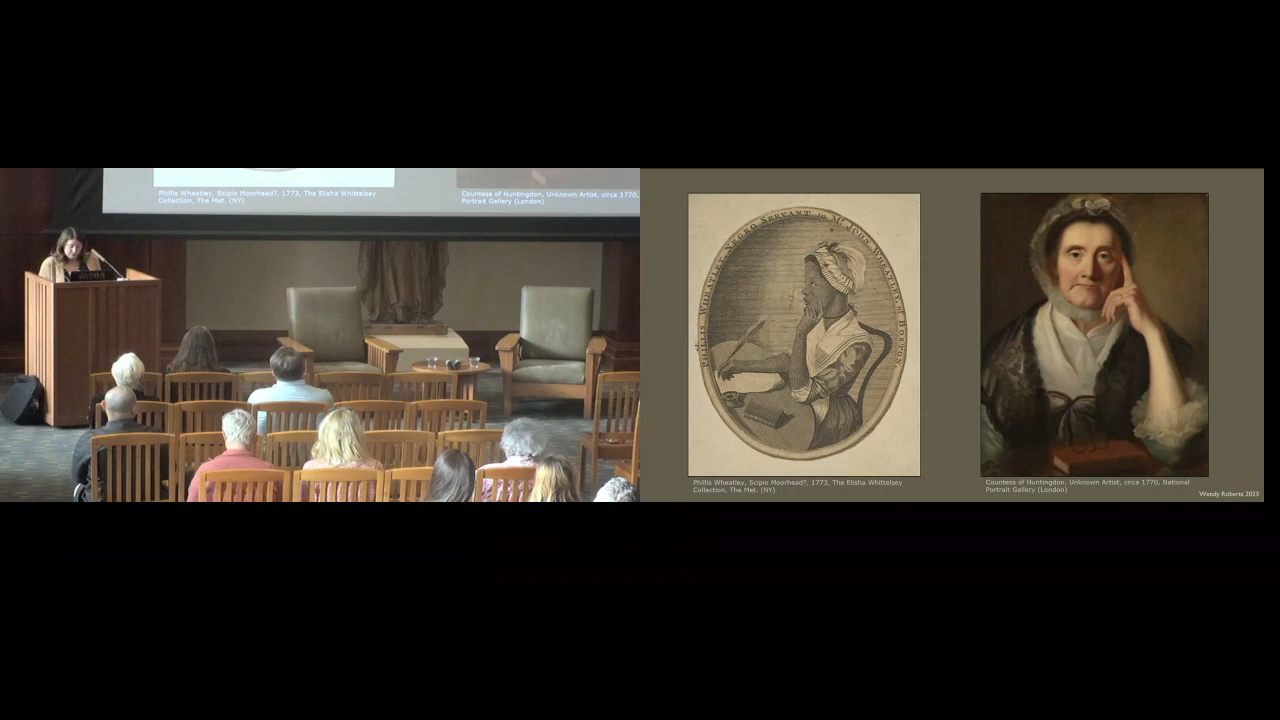 Phillis Wheatley, Scipio Moorhead?, 1773, The Elisha Whittelsey
Collection, The Met. (NY)
Countess of Huntingdon, Unknown Artist, circa 1770,
Portrait Gallery (London)
PHILLIS WHEATLEY, NEGRO SERVANT to Mr. JOHN WHEATLEY, of BOSTON.
Phillis Wheatley, Scipio Moorhead?, 1773, The Elisha Whittelsey
Collection, The Met. (NY)
Countess of Huntingdon, Unknown Artist, circa 1770, National
Portrait Gallery (London)
Wendy Roberts 2023